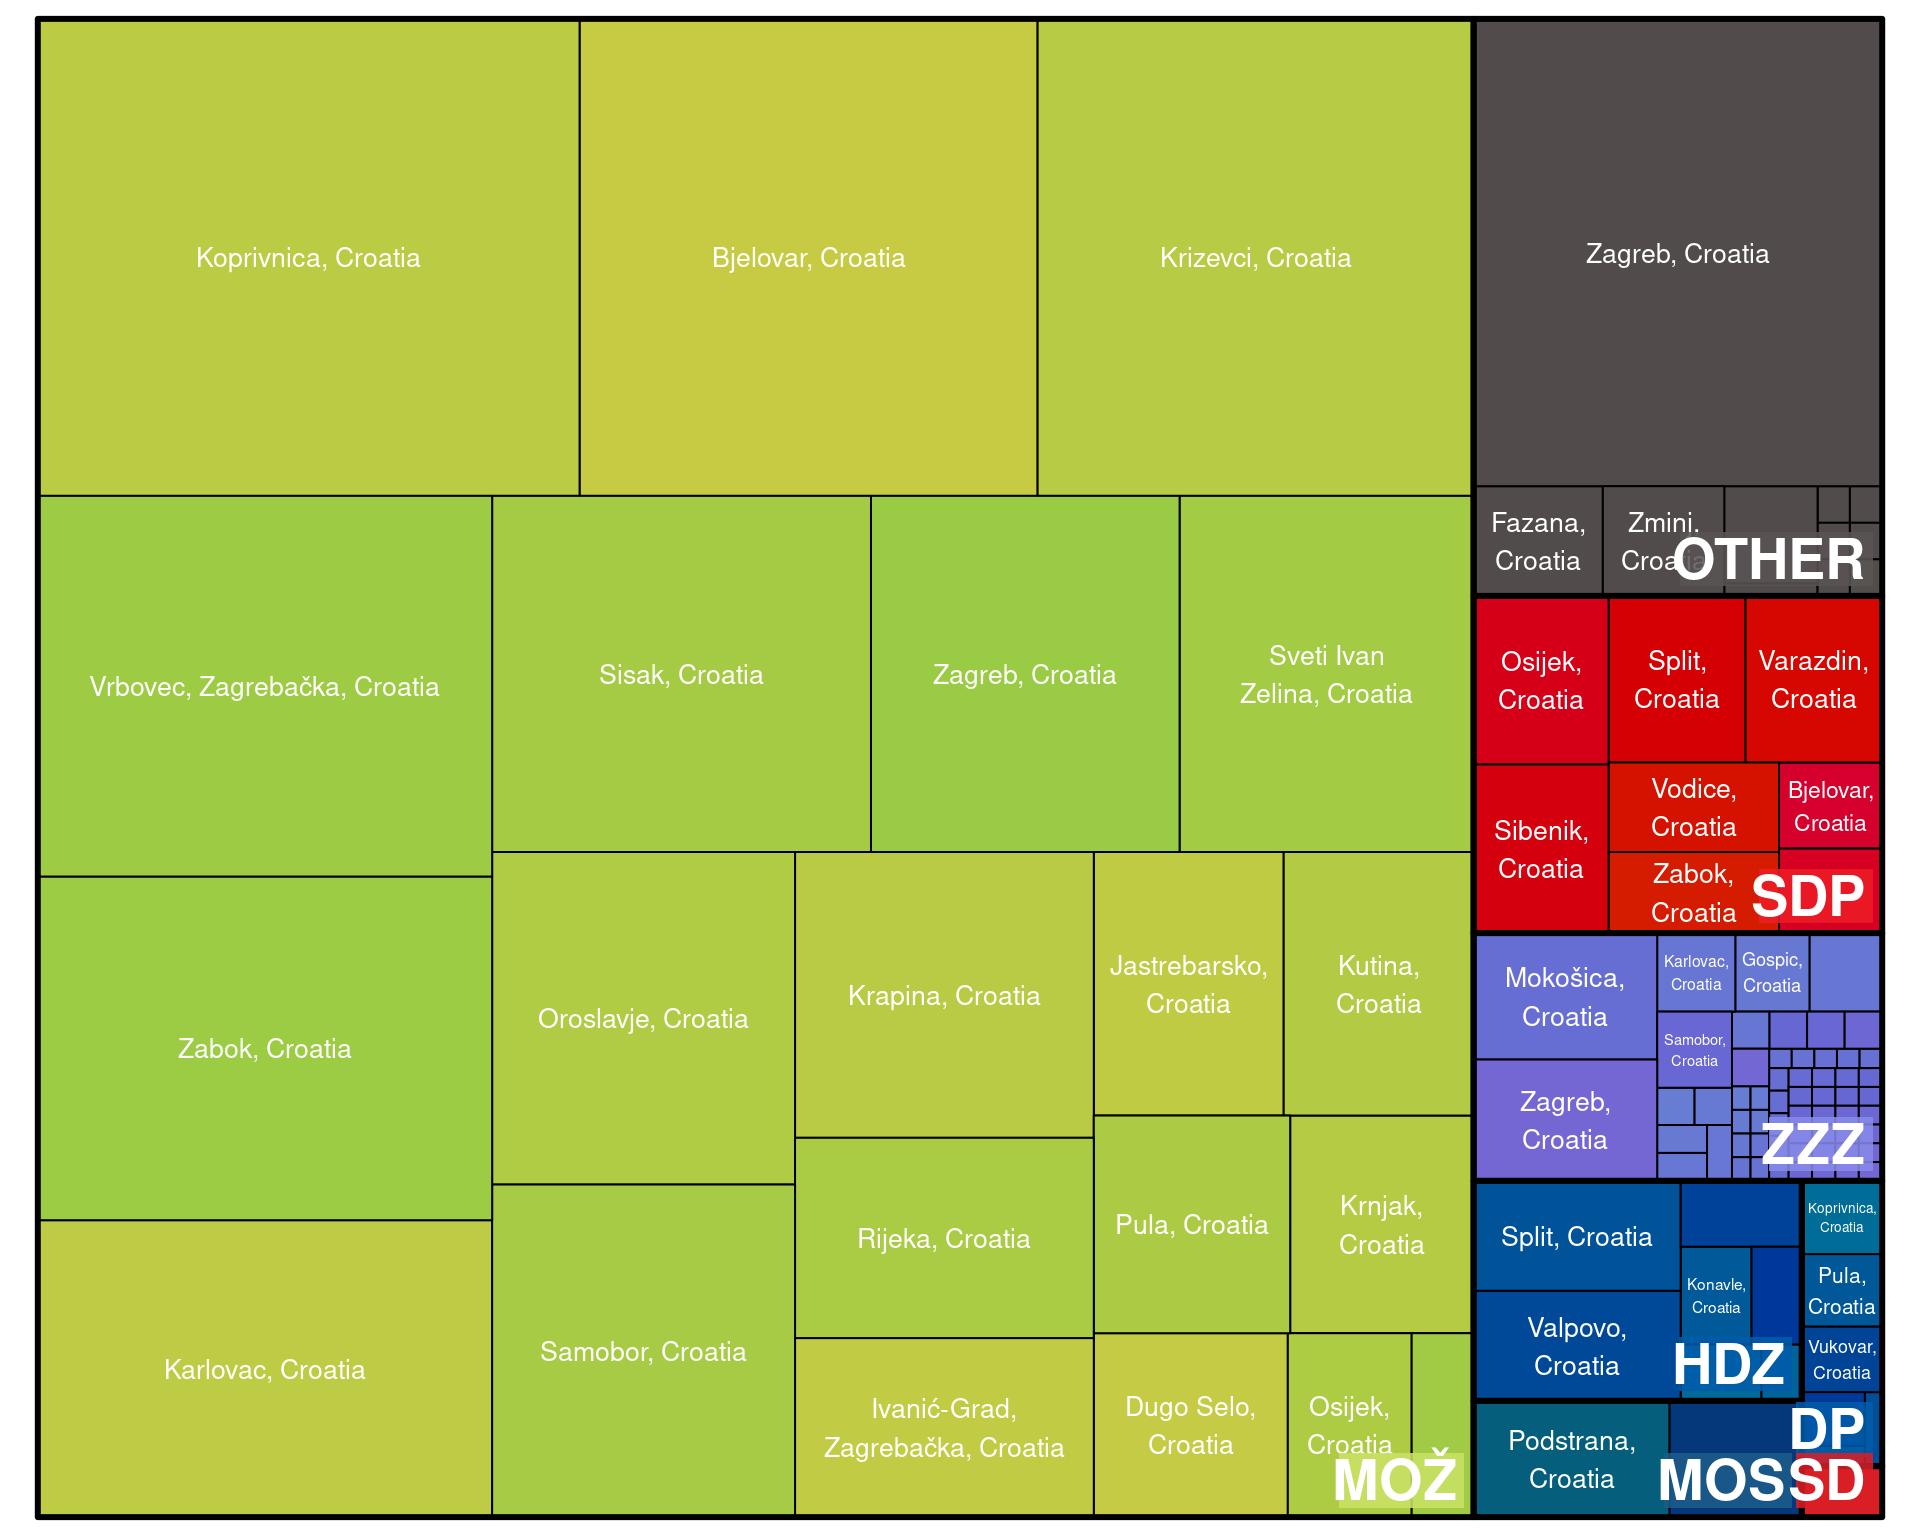 Koprivnica, Croatia
Bjelovar, Croatia
Krizevci, Croatia
Vrbovec, Zagrebačka, Croatia
Sisak, Croatia
Zagreb, Croatia
Sveti Ivan
Zelina, Croatia
Zabok, Croatia
Karlovac, Croatia
Oroslavje, Croatia
Samobor, Croatia
Krapina, Croatia
Rijeka, Croatia
Ivanić-Grad,
Zagrebačka, Croatia
Jastrebarsko,
Croatia
Kutina,
Croatia
Pula, Croatia
Krnjak,
Croatia
Dugo Selo,
Croatia
Osijek,
Croatia
MOŽ
Zagreb, Croatia
Fazana,
Croatia
Zmini.
Croatia
OTHER
Osijek,
Croatia
Split,
Croatia
Varazdin,
Croatia
Sibenik,
Croatia
Vodice,
Croatia
Bjelovar,
Croatia
Zabok,
Croatia
SDP
Mokošica,
Croatia
Karlovac,
Croatia
Gospic,
Croatia
Samobor,
Croatia
Zagreb,
Croatia
ZZZ
Split, Croatia
Konavle,
Croatia
Valpovo,
Croatia
HDZ
Koprivnica,
Croatia
Pula,
Croatia
Vukovar,
Croatia
DP
Podstrana,
Croatia
MOS
SD